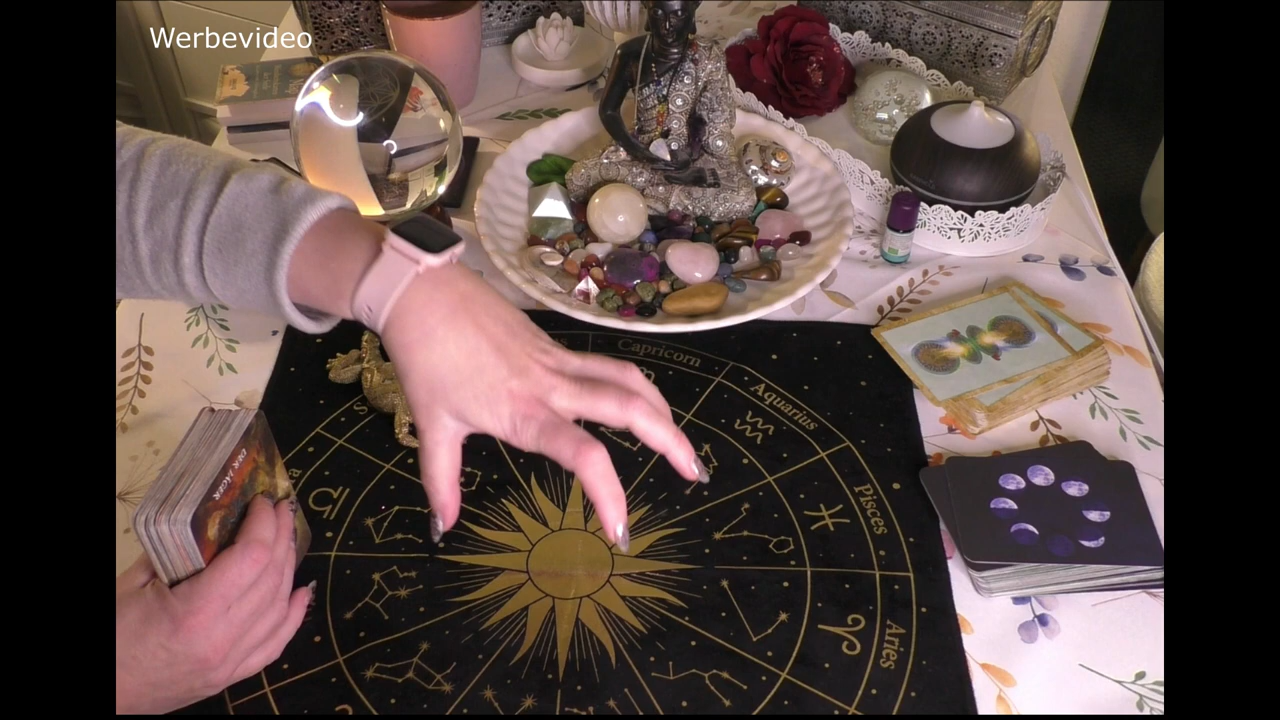 Werbevideo
Capricorn
Aquarius
Pisces
Aries
DER JÄGER